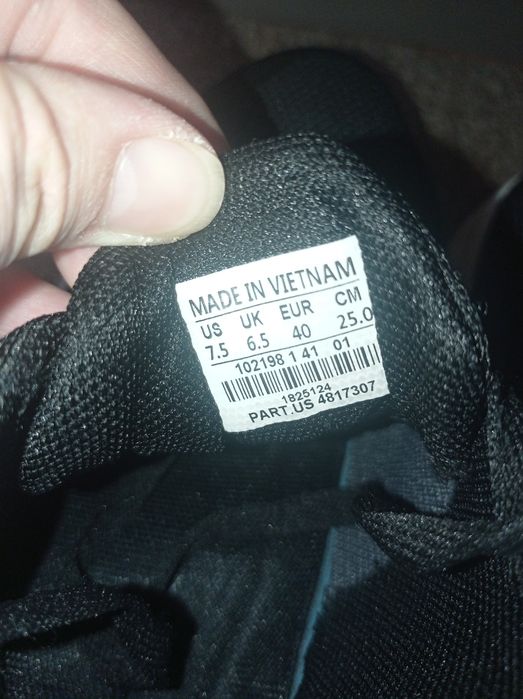 MADE IN VIETNAM
US UK EUR CM
7.5 6.5 40 25.0
102198 1 41 01
1825124
PART.US 4817307